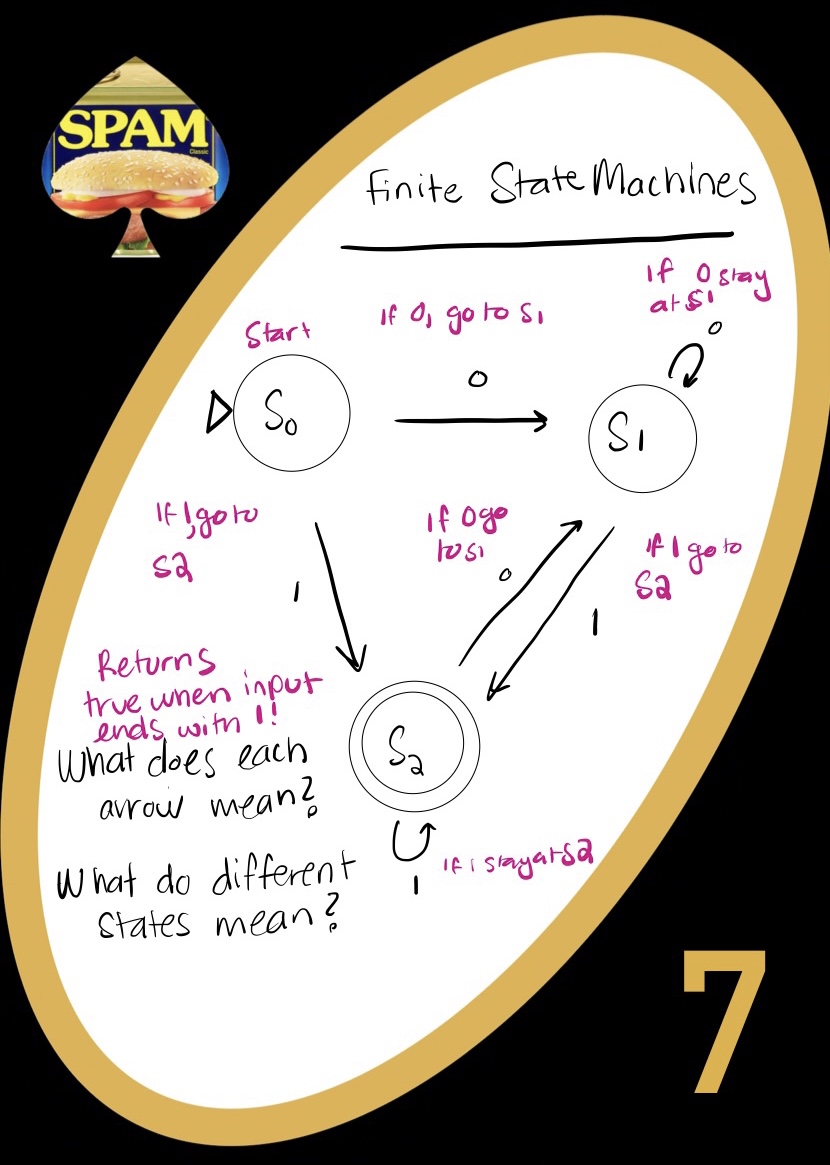 SPAM
Classic
Finite State Machines
If 0 stay
at S1
0
Start
If 0, go to S1
0
S0
S1
If 1, go to
S2
1
If 0 go
to S1
0
If 1 go to
S2
1
Returns
true when input
ends with 1!
What does each
arrow mean?
S2
What do different
states mean?
1
If 1 stay at S2
7